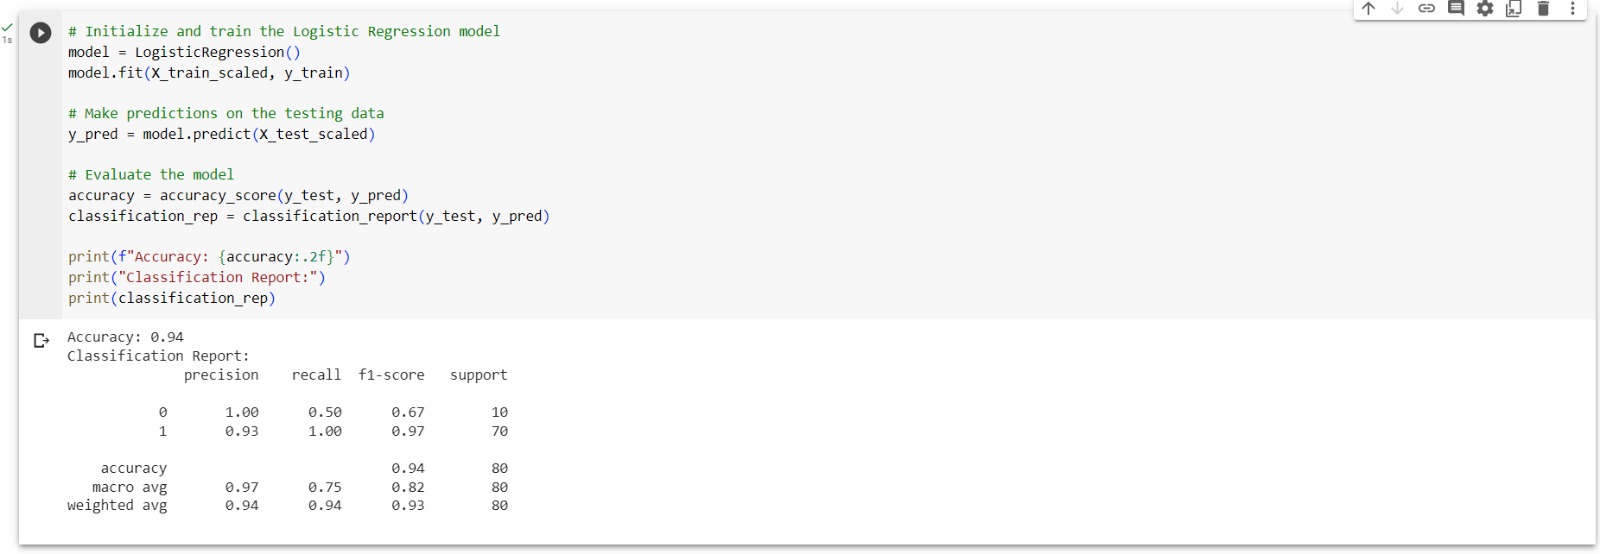 1s
# Initialize and train the Logistic Regression model
model = LogisticRegression()
model.fit(X_train_scaled, y_train)
# Make predictions on the testing data
y_pred = model.predict(X_test_scaled)
# Evaluate the model
accuracy = accuracy_score(y_test, y_pred)
classification_rep = classification_report(y_test, y_pred)
print(f"Accuracy: {accuracy:.2f}")
print("Classification Report:")
print(classification_rep)
Accuracy: 0.94
Classification Report:
precision recall f1-score support
0 1.00 0.50 0.67 10
1 0.93 1.00 0.97 70
accuracy 0.94 80
macro avg 0.97 0.75 0.82 80
weighted avg 0.94 0.94 0.93 80